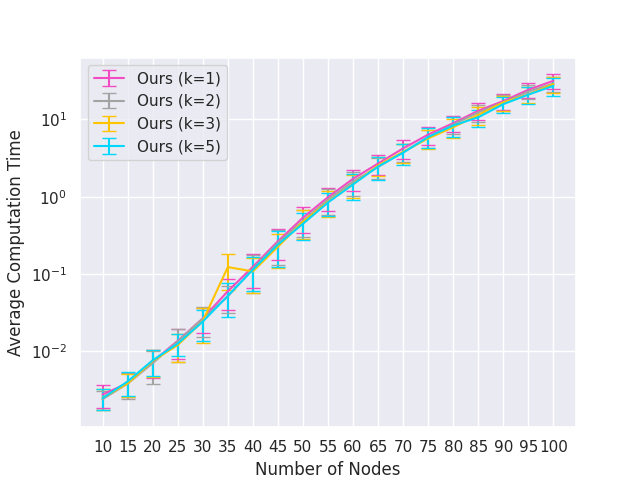 Ours (k=1)
Ours (k=2)
Ours (k=3)
Ours (k=5)
Average Computation Time
10¹
10⁰
10⁻¹
10⁻²
10 15 20 25 30 35 40 45 50 55 60 65 70 75 80 85 90 95 100
Number of Nodes